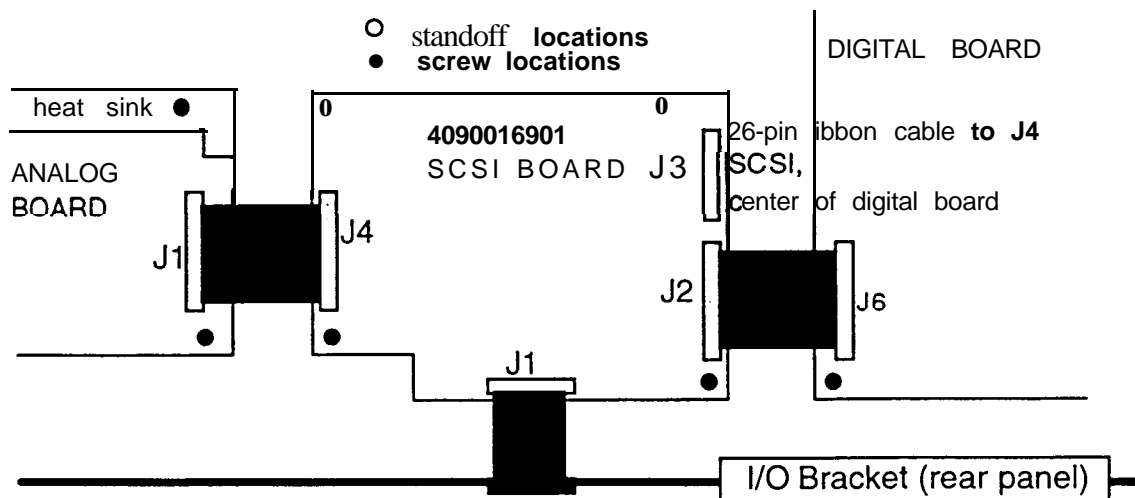 standoff locations
screw locations
DIGITAL BOARD
heat sink
0
0
4090016901
SCSI BOARD
J3
26-pin ibbon cable to J4
SCSI,
center of digital board
ANALOG
BOARD
J1
J4
J2
J6
J1
I/O Bracket (rear panel)